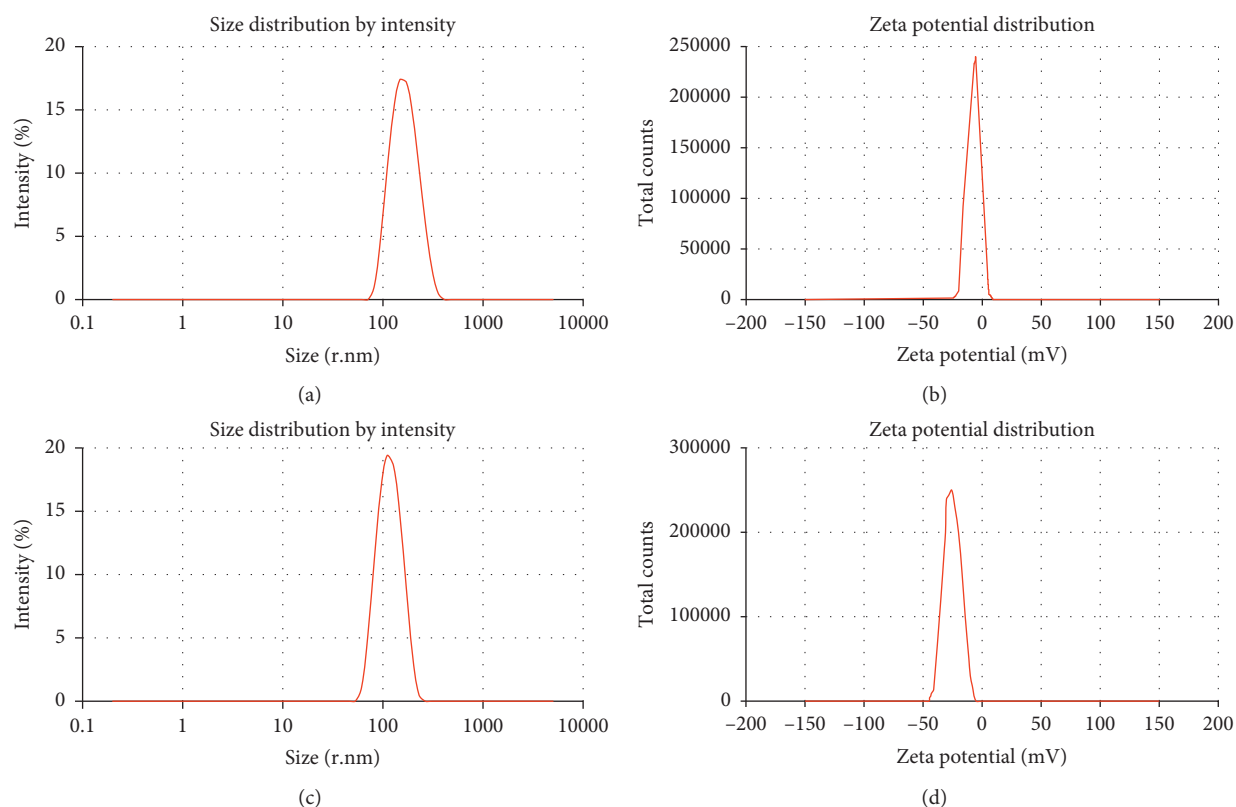 Size distribution by intensity
20
15
10
5
0
Intensity (%)
0.1 1 10 100 1000 10000
Size (r.nm)
(a)
Zeta potential distribution
250000
200000
150000
100000
50000
0
Total counts
−200 −150 −100 −50 0 50 100 150 200
Zeta potential (mV)
(b)
Size distribution by intensity
20
15
10
5
0
Intensity (%)
0.1 1 10 100 1000 10000
Size (r.nm)
(c)
Zeta potential distribution
300000
200000
100000
0
Total counts
−200 −150 −100 −50 0 50 100 150 200
Zeta potential (mV)
(d)